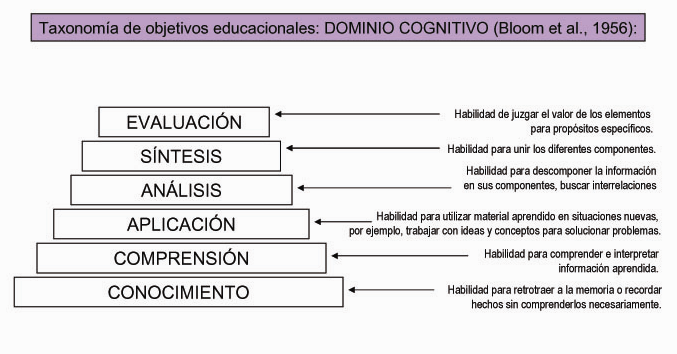 Taxonomía de objetivos educacionales: DOMINIO COGNITIVO (Bloom et al., 1956):
EVALUACIÓN
Habilidad de juzgar el valor de los elementos
para propósitos específicos.
SÍNTESIS
Habilidad para unir los diferentes componentes.
ANÁLISIS
Habilidad para descomponer la información
en sus componentes, buscar interrelaciones
APLICACIÓN
Habilidad para utilizar material aprendido en situaciones nuevas,
por ejemplo, trabajar con ideas y conceptos para solucionar problemas.
COMPRENSIÓN
Habilidad para comprender e interpretar
información aprendida.
CONOCIMIENTO
Habilidad para retrotraer a la memoria o recordar
hechos sin comprenderlos necesariamente.